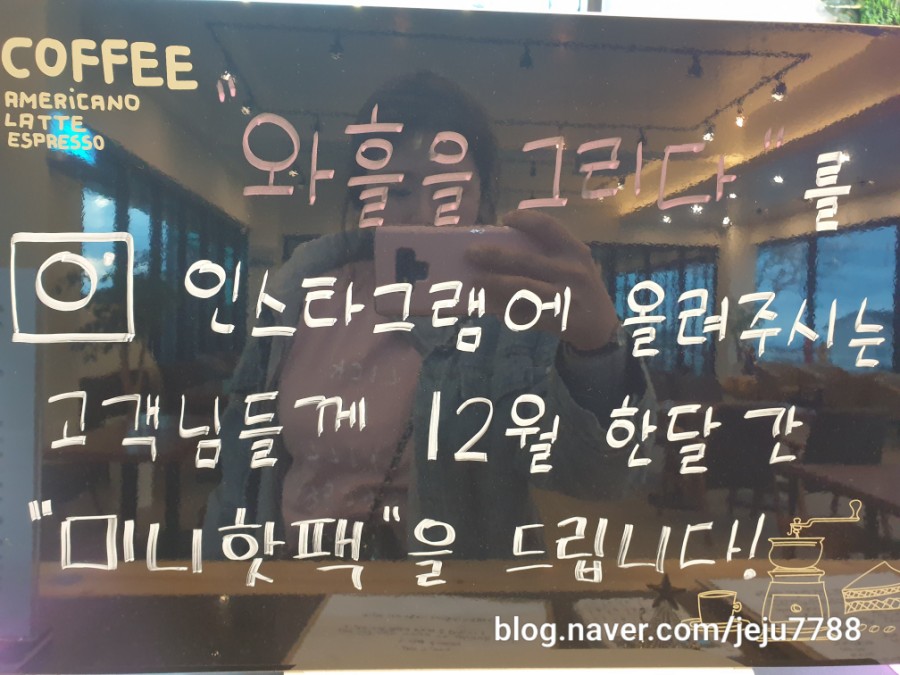 COFFEE
AMERICANO
LATTE
ESPRESSO
"와흘을 그리다"를
인스타그램에 올려주시는
고객님들께 12월 한달 간
"미니핫팩"을 드립니다!
blog.naver.com/jeju7788